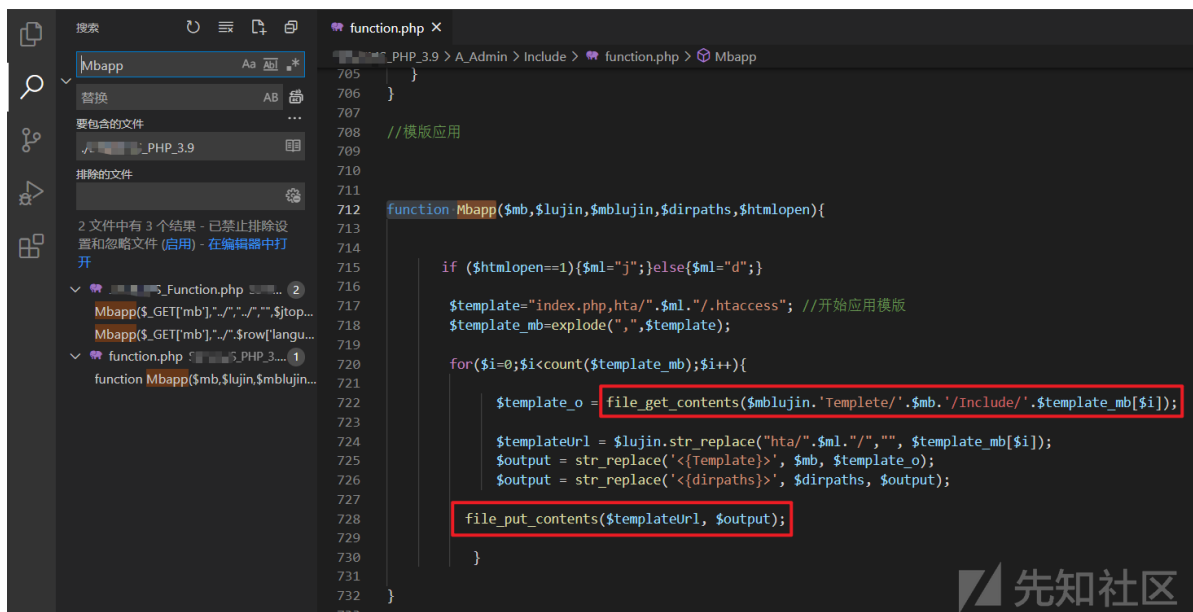 搜索
Mbapp
Aa Ab .*
替换
AB
要包含的文件
...
_PHP_3.9
排除的文件
2 文件中有 3 个结果 - 已禁止排除设
置和忽略文件 (启用) - 在编辑器中打
开
_Function.php
2
Mbapp($_GET['mb'],"../","../","",$jtop...
Mbapp($_GET['mb'],"../".$row['langu...
function.php
_PHP_3....
1
function Mbapp($mb,$lujin,$mblujin...
function.php
_PHP_3.9 > A_Admin > Include > function.php > Mbapp
705 }
706 }
707
708 //模版应用
709
710
711
712 function Mbapp($mb,$lujin,$mblujin,$dirpaths,$htmlopen){
713
714
715 if ($htmlopen==1){$ml="j";}else{$ml="d";}
716
717 $template="index.php,hta/".$ml."/.htaccess"; //开始应用模版
718 $template_mb=explode(",",$template);
719
720 for($i=0;$i<count($template_mb);$i++){
721
722 $template_o = file_get_contents($mblujin.'Templete/'.$mb.'/Include/'.$template_mb[$i]);
723
724 $templateUrl = $lujin.str_replace("hta/".$ml."/","", $template_mb[$i]);
725 $output = str_replace('<{Template}>', $mb, $template_o);
726 $output = str_replace('<{dirpaths}>', $dirpaths, $output);
727
728 file_put_contents($templateUrl, $output);
729
730 }
731
732 }
先知社区